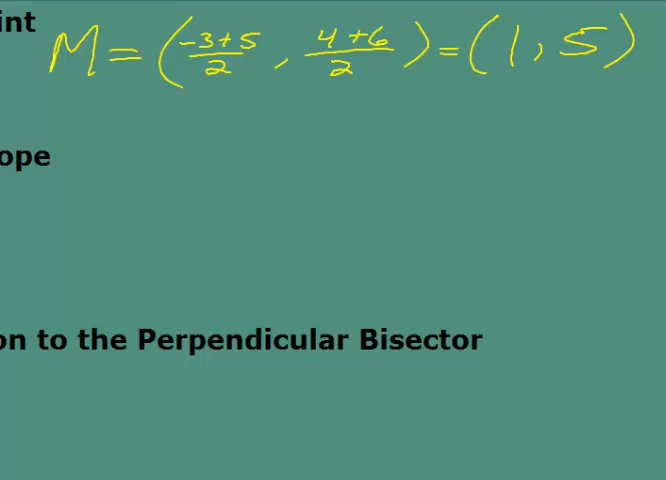 int
M = (-3+5/2, 4+6/2) = (1, 5)
ope
on to the Perpendicular Bisector